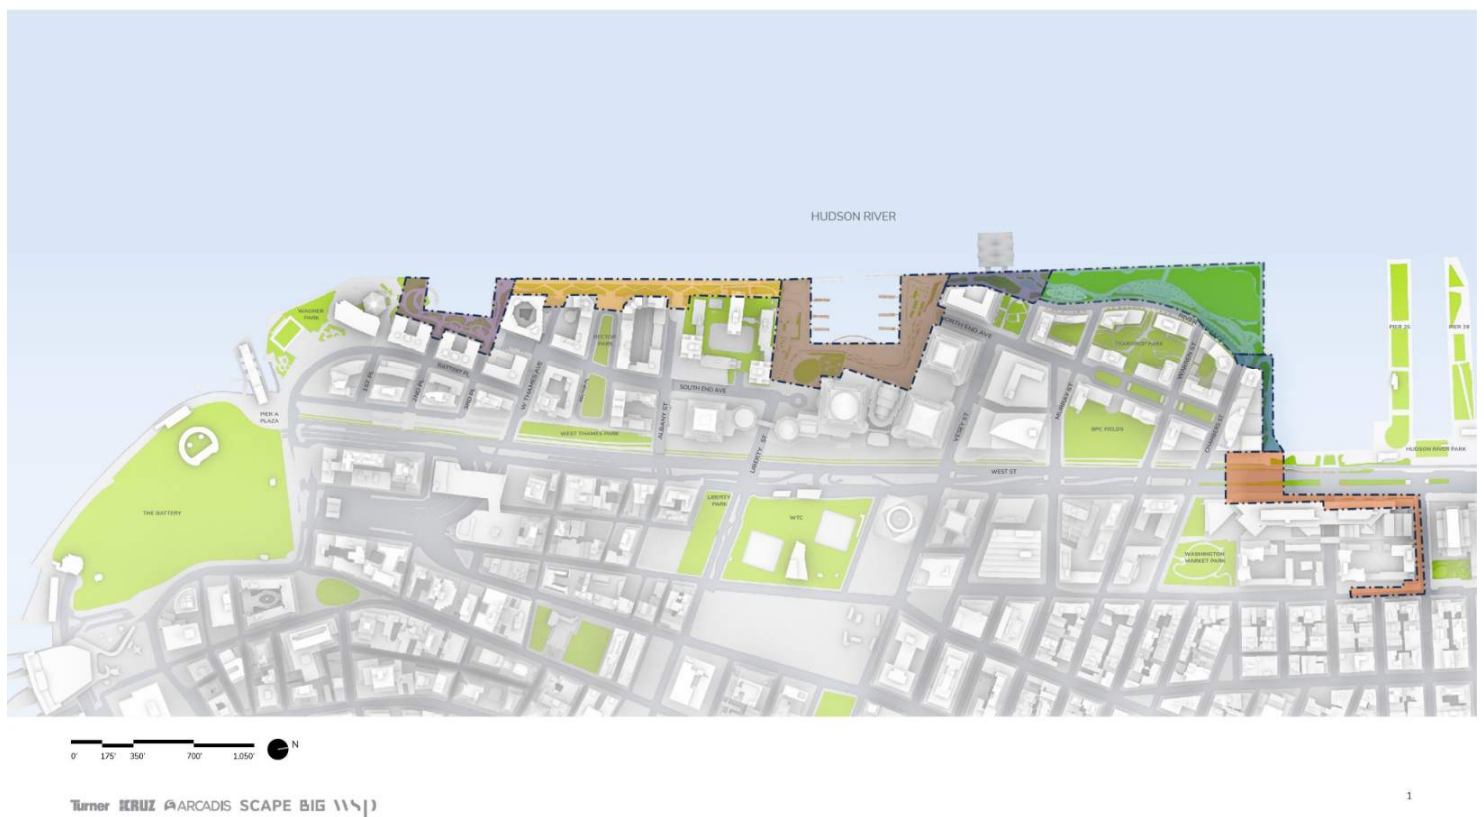 HUDSON RIVER
WAGNER
PARK
PIER A
PLAZA
THE BATTERY
1ST PL
2ND PL
3RD PL
BATTERY PL
W THAMES AVE
RECTOR
PARK
WEST THAMES PARK
ALBANY ST
SOUTH END AVE
LIBERTY ST
LIBERTY
PARK
WTC
NORTH END AVE
VESEY ST
WEST ST
MURRAY ST
BPC FIELDS
TEARDROP PARK
RIVER
WARREN ST
CHAMBERS ST
WASHINGTON
MARKET PARK
PIER 25
PIER 26
HUDSON RIVER PARK
0' 175' 350' 700' 1,050' N
Turner KRUZ ARCADIS SCAPE BIG WSP
1